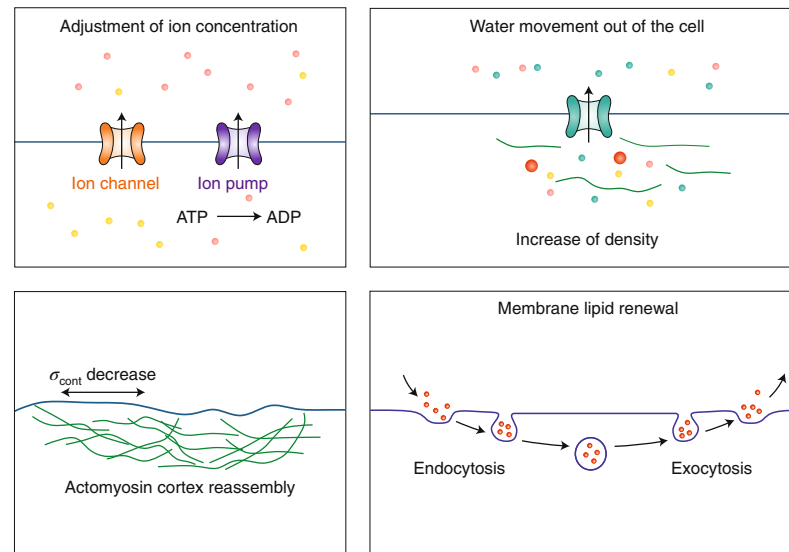 Adjustment of ion concentration
Ion channel
Ion pump
ATP
ADP
Water movement out of the cell
Increase of density
σcont decrease
Actomyosin cortex reassembly
Membrane lipid renewal
Endocytosis
Exocytosis